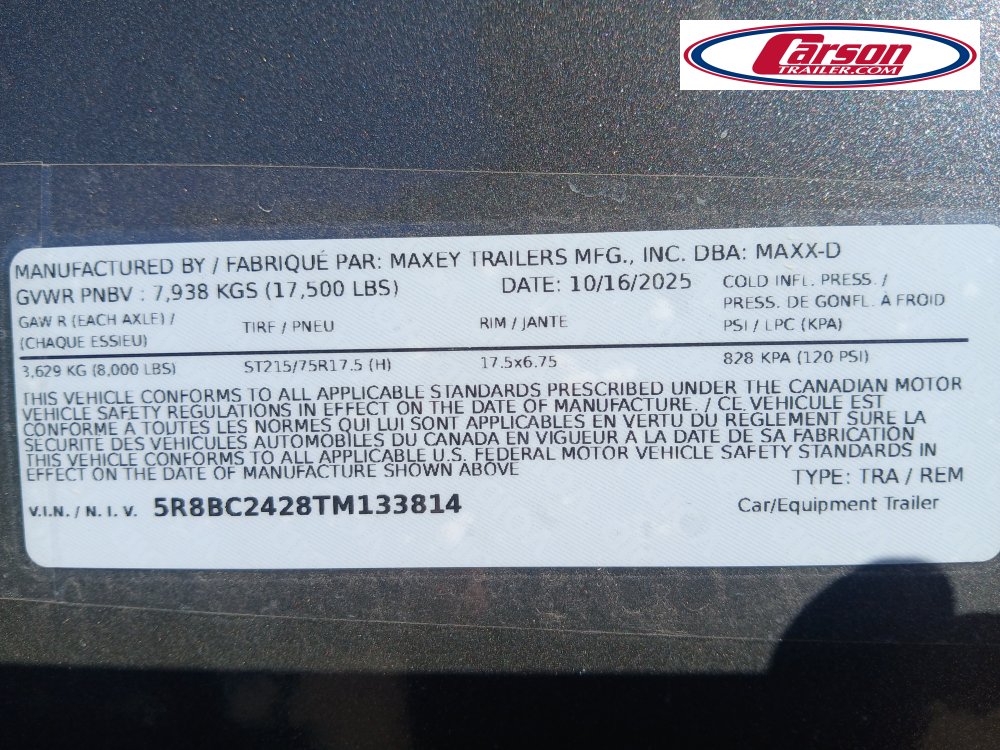 Carson
TRAILER.COM
MANUFACTURED BY / FABRIQUÉ PAR: MAXEY TRAILERS MFG., INC. DBA: MAXX-D
GVWR PNBV : 7,938 KGS (17,500 LBS) DATE: 10/16/2025 COLD INFL. PRESS. /
PRESS. DE GONFL. À FROID
GAW R (EACH AXLE) / TIRF / PNEU RIM / JANTE PSI / LPC (KPA)
(CHAQUE ESSIEU)
3,629 KG (8,000 LBS) ST215/75R17.5 (H) 17.5x6.75 828 KPA (120 PSI)
THIS VEHICLE CONFORMS TO ALL APPLICABLE STANDARDS PRESCRIBED UNDER THE CANADIAN MOTOR
VEHICLE SAFETY REGULATIONS IN EFFECT ON THE DATE OF MANUFACTURE. / CE VEHICULE EST
CONFORME A TOUTES LES NORMES QUI LUI SONT APPLICABLES EN VERTU DU REGLEMENT SURE LA
SECURITE DES VEHICULES AUTOMOBILES DU CANADA EN VIGUEUR A LA DATE DE SA FABRICATION
THIS VEHICLE CONFORMS TO ALL APPLICABLE U.S. FEDERAL MOTOR VEHICLE SAFETY STANDARDS IN
EFFECT ON THE DATE OF MANUFACTURE SHOWN ABOVE
TYPE: TRA / REM
V.I.N. / N. I. V. 5R8BC2428TM133814 Car/Equipment Trailer